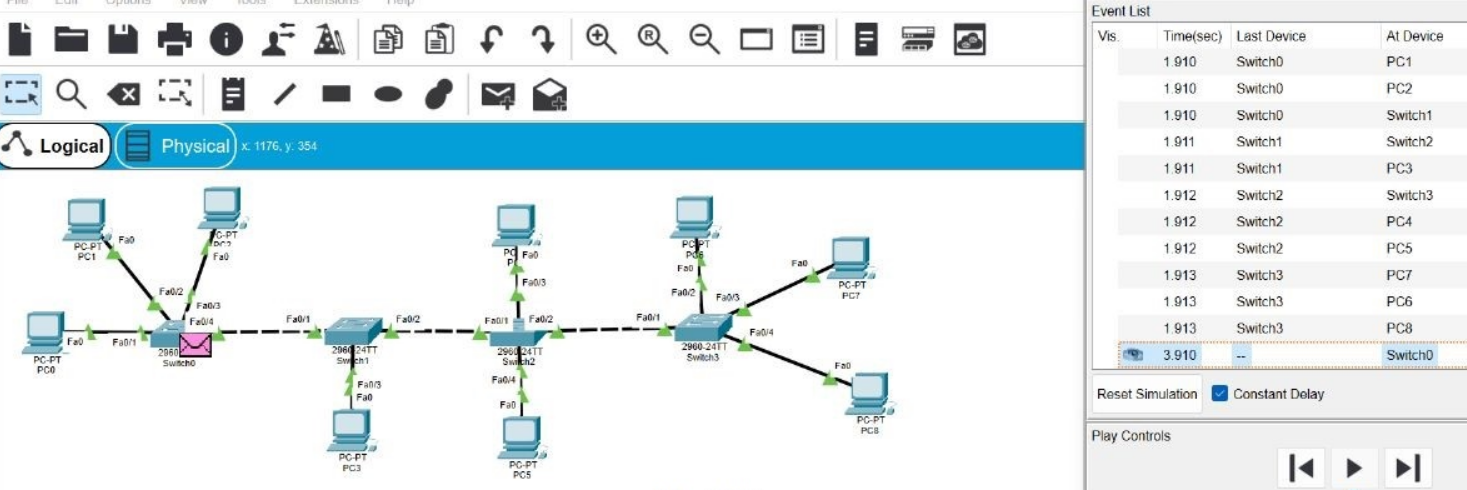 File Edit Options View Tools Extensions Help
Logical Physical x: 1176, y: 354
PC-PT
PC1
Fa0
PC-PT
PC2
Fa0
Fa0/2
Fa0/3
Fa0/4
PC-PT
PC0
Fa0
Fa0/1
Switch0
Fa0/1
Fa0/2
2960-24TT
Switch1
Fa0/3
Fa0
PC-PT
PC3
Fa0
Fa0/3
Fa0/1
Fa0/2
2960-24TT
Switch2
Fa0/4
Fa0
PC-PT
PC5
PC-PT
PC6
Fa0
Fa0/2
Fa0/3
Fa0
PC-PT
PC7
Fa0/1
Fa0/4
2960-24TT
Switch3
Fa0
PC-PT
PC8
Event List
Vis. Time(sec) Last Device At Device
1.910 Switch0 PC1
1.910 Switch0 PC2
1.910 Switch0 Switch1
1.911 Switch1 Switch2
1.911 Switch1 PC3
1.912 Switch2 Switch3
1.912 Switch2 PC4
1.912 Switch2 PC5
1.913 Switch3 PC7
1.913 Switch3 PC6
1.913 Switch3 PC8
3.910 -- Switch0
Reset Simulation Constant Delay
Play Controls